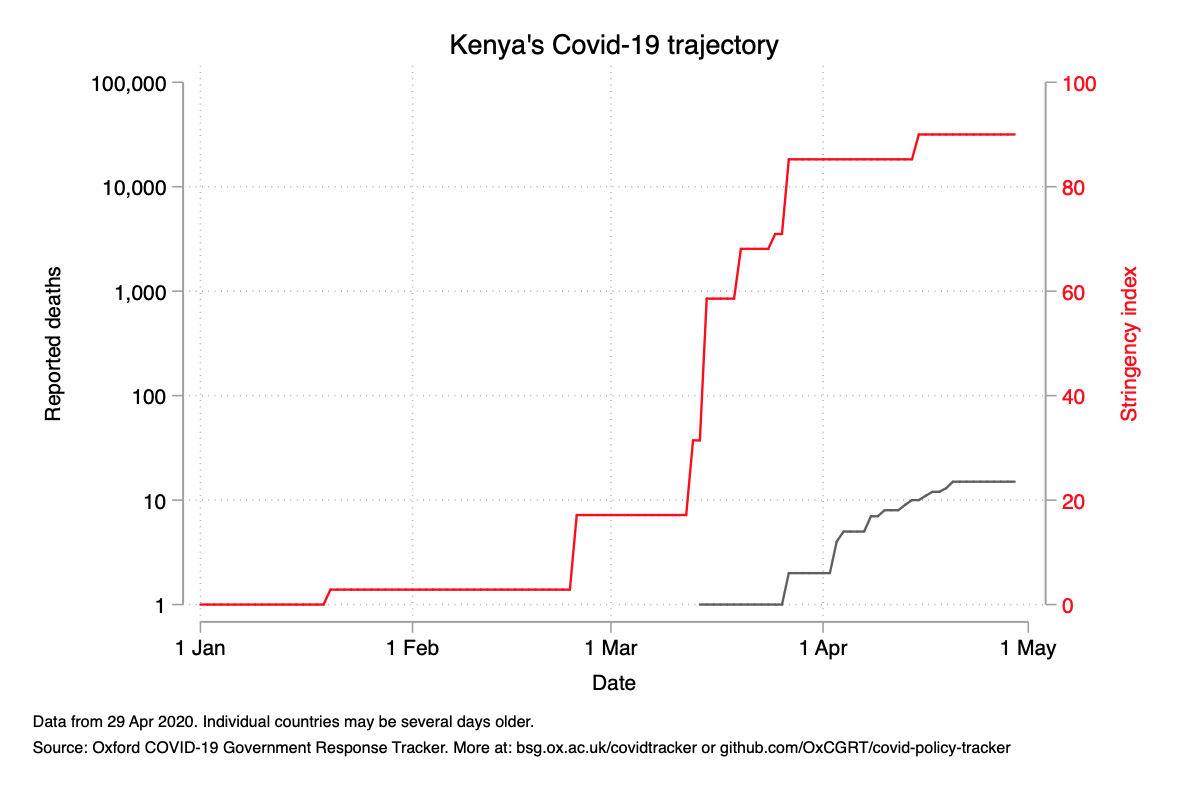 Kenya's Covid-19 trajectory
100,000
10,000
1,000
100
10
1
Reported deaths
100
80
60
40
20
0
Stringency index
1 Jan
1 Feb
1 Mar
1 Apr
1 May
Date
Data from 29 Apr 2020. Individual countries may be several days older.
Source: Oxford COVID-19 Government Response Tracker. More at: bsg.ox.ac.uk/covidtracker or github.com/OxCGRT/covid-policy-tracker